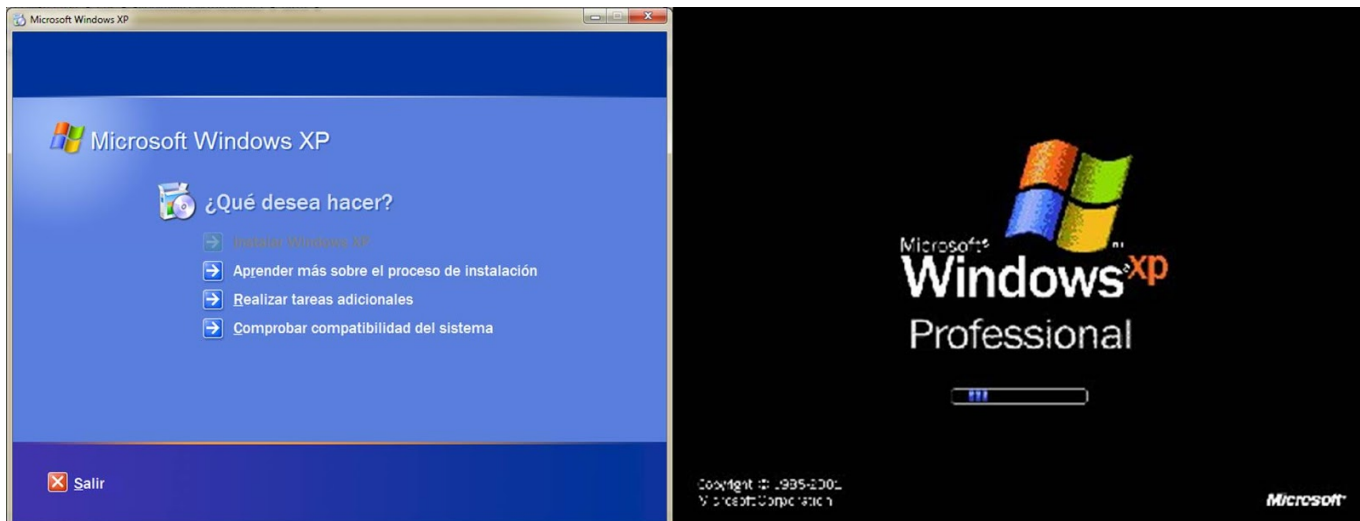 Microsoft Windows XP
Microsoft Windows XP
¿Qué desea hacer?
Instalar Windows XP
Aprender más sobre el proceso de instalación
Realizar tareas adicionales
Comprobar compatibilidad del sistema
Salir
Microsoft®
Windows xp
Professional
Copyright © 1985-2001
Microsoft Corporation
Microsoft